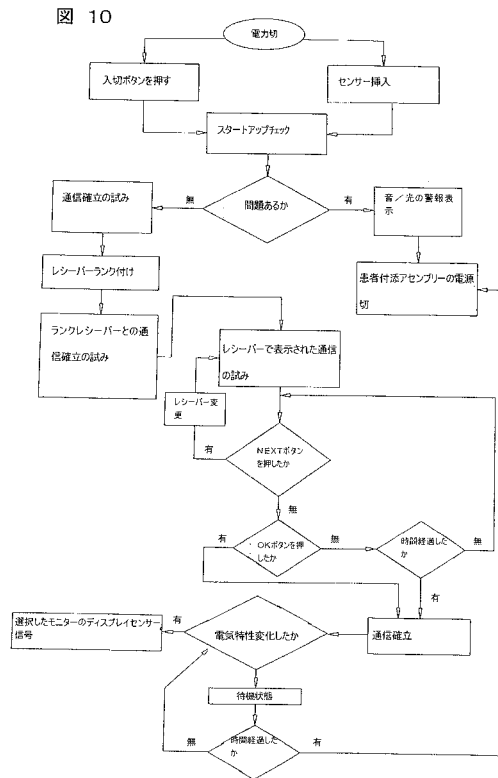 図 10
電力切
入切ボタンを押す
センサー挿入
スタートアップチェック
通信確立の試み
無
問題あるか
有
音／光の警報表
示
レシーバーランク付け
患者付添アセンブリーの電源
切
ランクレシーバーとの通
信確立の試み
レシーバーで表示された通信
の試み
レシーバー変
更
有
NEXTボタン
を押したか
無
有
OKボタンを押
したか
無
時間経過した
か
無
有
選択したモニターのディスプレイセンサー
信号
有
電気特性変化したか
通信確立
待機状態
無
時間経過した
か
有